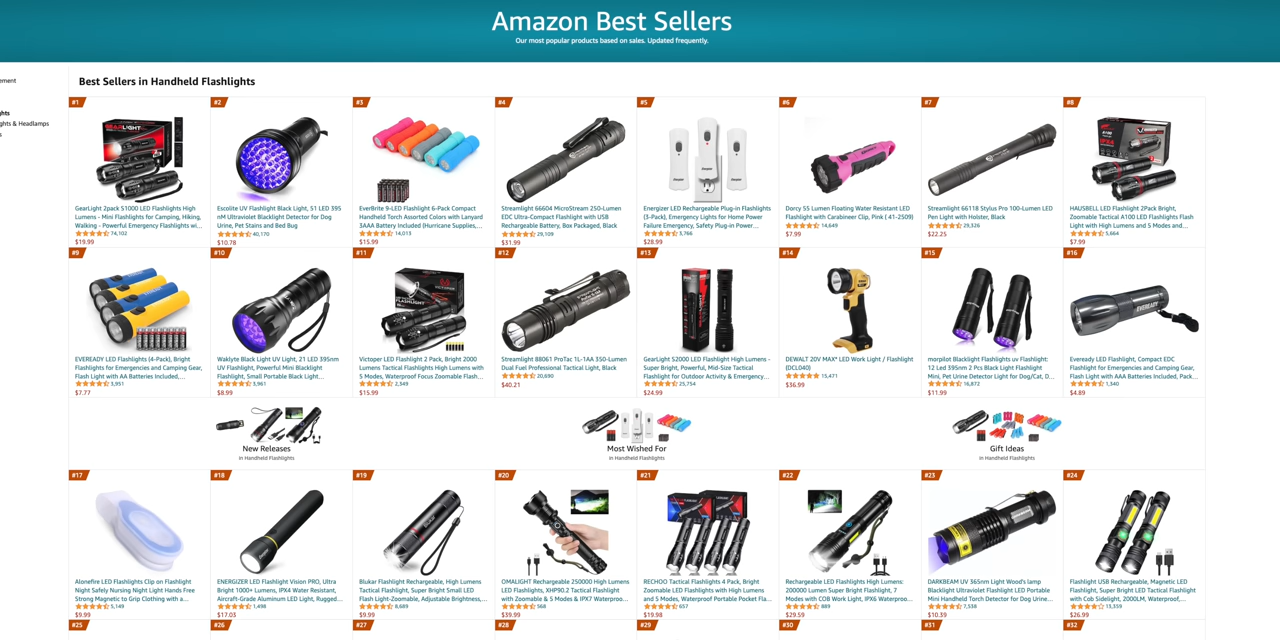 Amazon Best Sellers
Our most popular products based on sales. Updated frequently.
ement
Best Sellers in Handheld Flashlights
ghts
ights & Headlamps
s
#1
GearLight 2pack S1000 LED Flashlights High
Lumens - Mini Flashlights for Camping, Hiking,
Walking - Powerful Emergency Flashlights wi...
74,102
$19.99
#2
Escolite UV Flashlight Black Light, 51 LED 395
nM Ultraviolet Blacklight Detector for Dog
Urine, Pet Stains and Bed Bug
40,170
$10.78
#3
EverBrite 9-LED Flashlight 6-Pack Compact
Handheld Torch Assorted Colors with Lanyard
3AAA Battery Included (Hurricane Supplies,...
14,013
$15.99
#4
Streamlight 66604 MicroStream 250-Lumen
EDC Ultra-Compact Flashlight with USB
Rechargeable Battery, Box Packaged, Black
29,109
$31.99
#5
Energizer LED Rechargeable Plug-in Flashlights
(3-Pack), Emergency Lights for Home Power
Failure Emergency, Safety Plug-in Power...
3,766
$28.99
#6
Dorcy 55 Lumen Floating Water Resistant LED
Flashlight with Carabineer Clip, Pink ( 41-2509)
14,649
$7.99
#7
Streamlight 66118 Stylus Pro 100-Lumen LED
Pen Light with Holster, Black
29,326
$22.25
#8
HAUSBELL LED Flashlight 2Pack Bright,
Zoomable Tactical A100 LED Flashlights Flash
Light with High Lumens and 5 Modes and...
5,664
$7.99
#9
EVEREADY LED Flashlights (4-Pack), Bright
Flashlights for Emergencies and Camping Gear,
Flash Light with AA Batteries Included,...
3,951
$7.77
#10
Waklyte Black Light UV Light, 21 LED 395nm
UV Flashlight, Powerful Mini Blacklight
Flashlight, Small Portable Black Light...
3,961
$8.99
#11
Victoper LED Flashlight 2 Pack, Bright 2000
Lumens Tactical Flashlights High Lumens with
5 Modes, Waterproof Focus Zoomable Flash...
2,349
$15.99
#12
Streamlight 88061 ProTac 1L-1AA 350-Lumen
Dual Fuel Professional Tactical Light, Black
20,690
$40.21
#13
GearLight S2000 LED Flashlight High Lumens -
Super Bright, Powerful, Mid-Size Tactical
Flashlight for Outdoor Activity & Emergency...
25,754
$24.99
#14
DEWALT 20V MAX* LED Work Light / Flashlight
(DCL040)
15,471
$36.99
#15
morpilot Blacklight Flashlights uv Flashlight:
12 Led 395nm 2 Pcs Black Light Flashlight
Mini, Pet Urine Detector Light for Dog/Cat, D...
16,872
$11.99
#16
EVEREADY
Eveready LED Flashlight, Compact EDC
Flashlight for Emergencies and Camping Gear,
Flash Light with AAA Batteries Included, Pack...
1,340
$4.89
New Releases
in Handheld Flashlights
Most Wished For
in Handheld Flashlights
Gift Ideas
in Handheld Flashlights
#17
Alonefire LED Flashlights Clip on Flashlight
Night Safely Nursing Night Light Hands Free
Strong Magnetic to Grip Clothing with a...
5,149
$9.99
#18
ENERGIZER LED Flashlight Vision PRO, Ultra
Bright 1000+ Lumens, IPX4 Water Resistant,
Aircraft-Grade Aluminum LED Light, Rugged...
1,498
$17.03
#19
Blukar Flashlight Rechargeable, High Lumens
Tactical Flashlight, Super Bright Small LED
Flash Light-Zoomable, Adjustable Brightness,...
8,689
$9.99
#20
OMALIGHT Rechargeable 250000 High Lumens
LED Flashlights, XHP90.2 Tactical Flashlight
with Zoomable & 5 Modes & IPX7 Waterproo...
568
$39.99
#21
RECHOO Tactical Flashlights 4 Pack, Bright
Zoomable LED Flashlights with High Lumens
and 5 Modes, Waterproof Portable Pocket Fla...
657
$19.98
#22
Rechargeable LED Flashlights High Lumens:
200000 Lumen Super Bright Flashlight, 7
Modes with COB Work Light, IPX6 Waterproo...
889
$29.59
#23
DARKBEAM UV 365nm Light Wood's lamp
Blacklight Ultraviolet Flashlight LED Portable
Mini Handheld Torch Detector for Dog Urine...
7,538
$10.39
#24
Flashlight USB Rechargeable, Magnetic LED
Flashlight, Super Bright LED Tactical Flashlight
with Cob Sidelight, 2000LM, Waterproof,...
13,359
$26.99
#25
#26
#27
#28
#29
#30
#31
#32